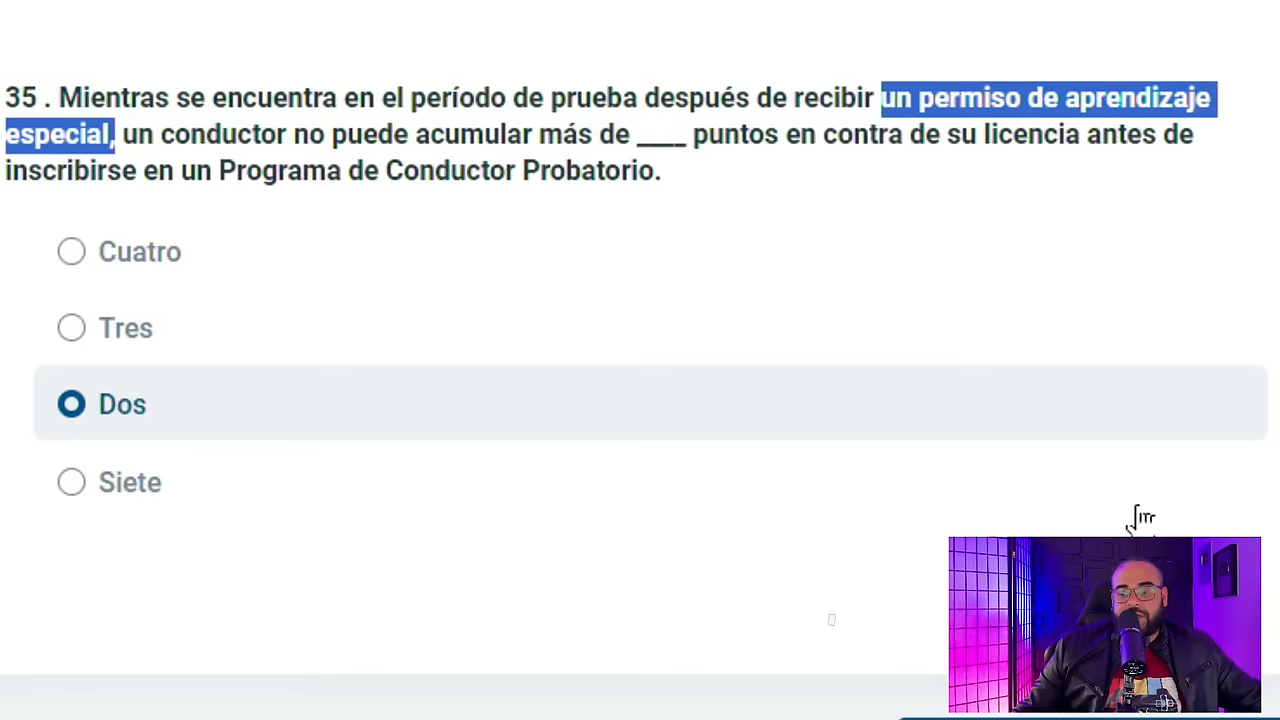 35 . Mientras se encuentra en el período de prueba después de recibir un permiso de aprendizaje
especial, un conductor no puede acumular más de ____ puntos en contra de su licencia antes de
inscribirse en un Programa de Conductor Probatorio.
Cuatro
Tres
Dos
Siete